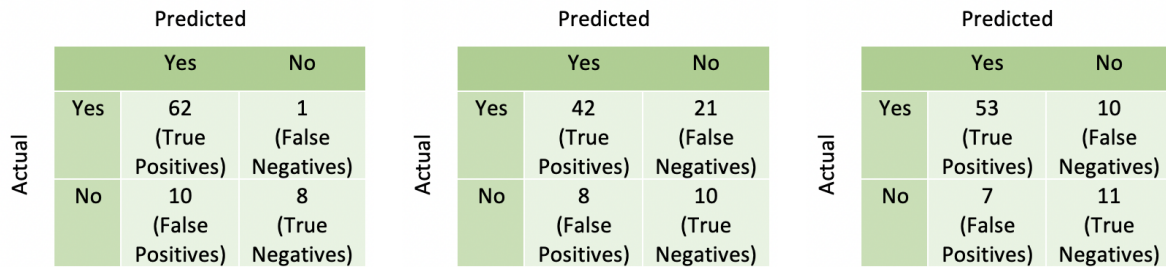 Predicted
Yes No
Yes 62 1
(True (False
Positives) Negatives)
No 10 8
(False (True
Positives) Negatives)
Actual
Predicted
Yes No
Yes 42 21
(True (False
Positives) Negatives)
No 8 10
(False (True
Positives) Negatives)
Actual
Predicted
Yes No
Yes 53 10
(True (False
Positives) Negatives)
No 7 11
(False (True
Positives) Negatives)
Actual